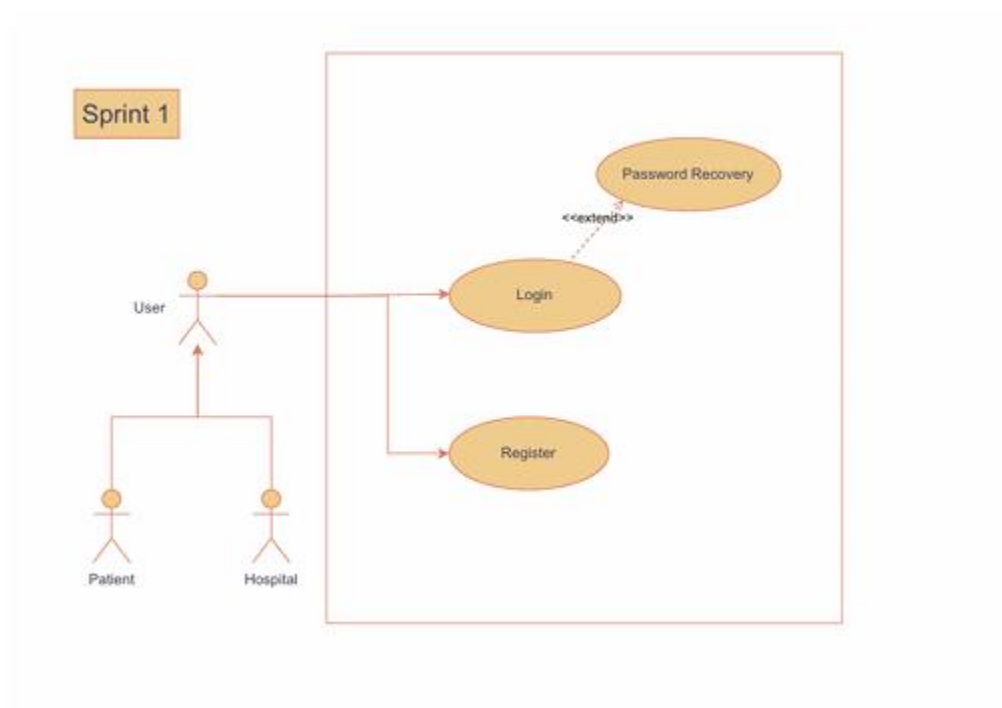 Sprint 1
Password Recovery
<<extend>>
Login
User
Register
Patient
Hospital